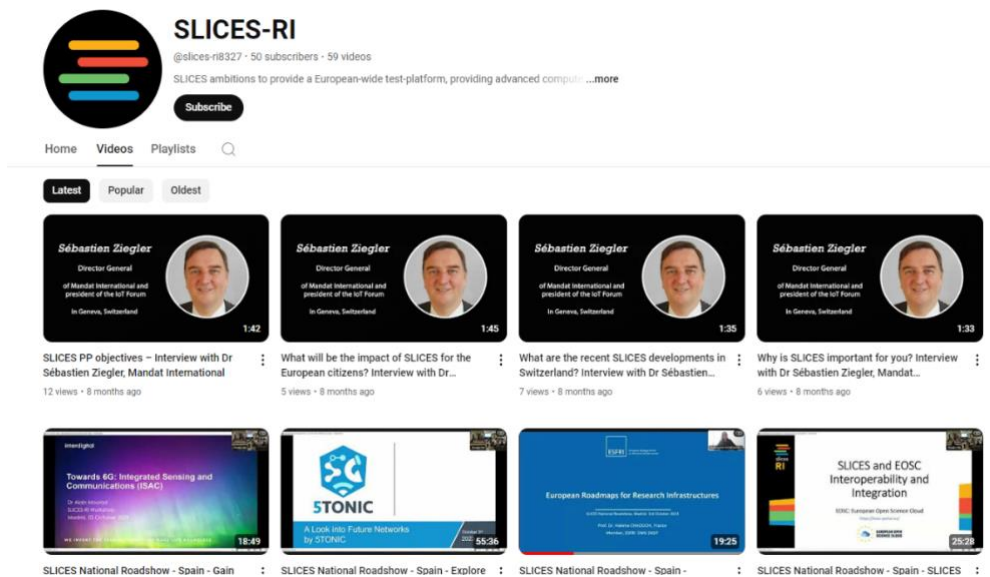 SLICES-RI
@slices-ri8327 · 50 subscribers · 59 videos
SLICES ambitions to provide a European-wide test-platform, providing advanced compute ...more
Subscribe
Home Videos Playlists
Latest Popular Oldest
Sébastien Ziegler
Director General
of Mandat International and
president of the IoT Forum
In Geneva, Switzerland
1:42
Sébastien Ziegler
Director General
of Mandat International and
president of the IoT Forum
In Geneva, Switzerland
1:45
Sébastien Ziegler
Director General
of Mandat International and
president of the IoT Forum
In Geneva, Switzerland
1:35
Sébastien Ziegler
Director General
of Mandat International and
president of the IoT Forum
In Geneva, Switzerland
1:33
SLICES PP objectives – Interview with Dr
Sébastien Ziegler, Mandat International
12 views • 8 months ago
What will be the impact of SLICES for the
European citizens? Interview with Dr...
5 views • 8 months ago
What are the recent SLICES developments in
Switzerland? Interview with Dr Sébastien...
7 views • 8 months ago
Why is SLICES important for you? Interview
with Dr Sébastien Ziegler, Mandat...
6 views • 8 months ago
interdigital
Towards 6G: Integrated Sensing and
Communications (ISAC)
SLICES-RI Workshop
18:49
5TONIC
A Look into Future Networks
by 5TONIC
55:36
ESFRI
European Roadmaps for Research Infrastructures
19:25
RI
SLICES and EOSC
Interoperability and
Integration
EOSC: European Open Science Cloud
25:28
SLICES National Roadshow - Spain - Gain
SLICES National Roadshow - Spain - Explore
SLICES National Roadshow - Spain -
SLICES National Roadshow - Spain - SLICES